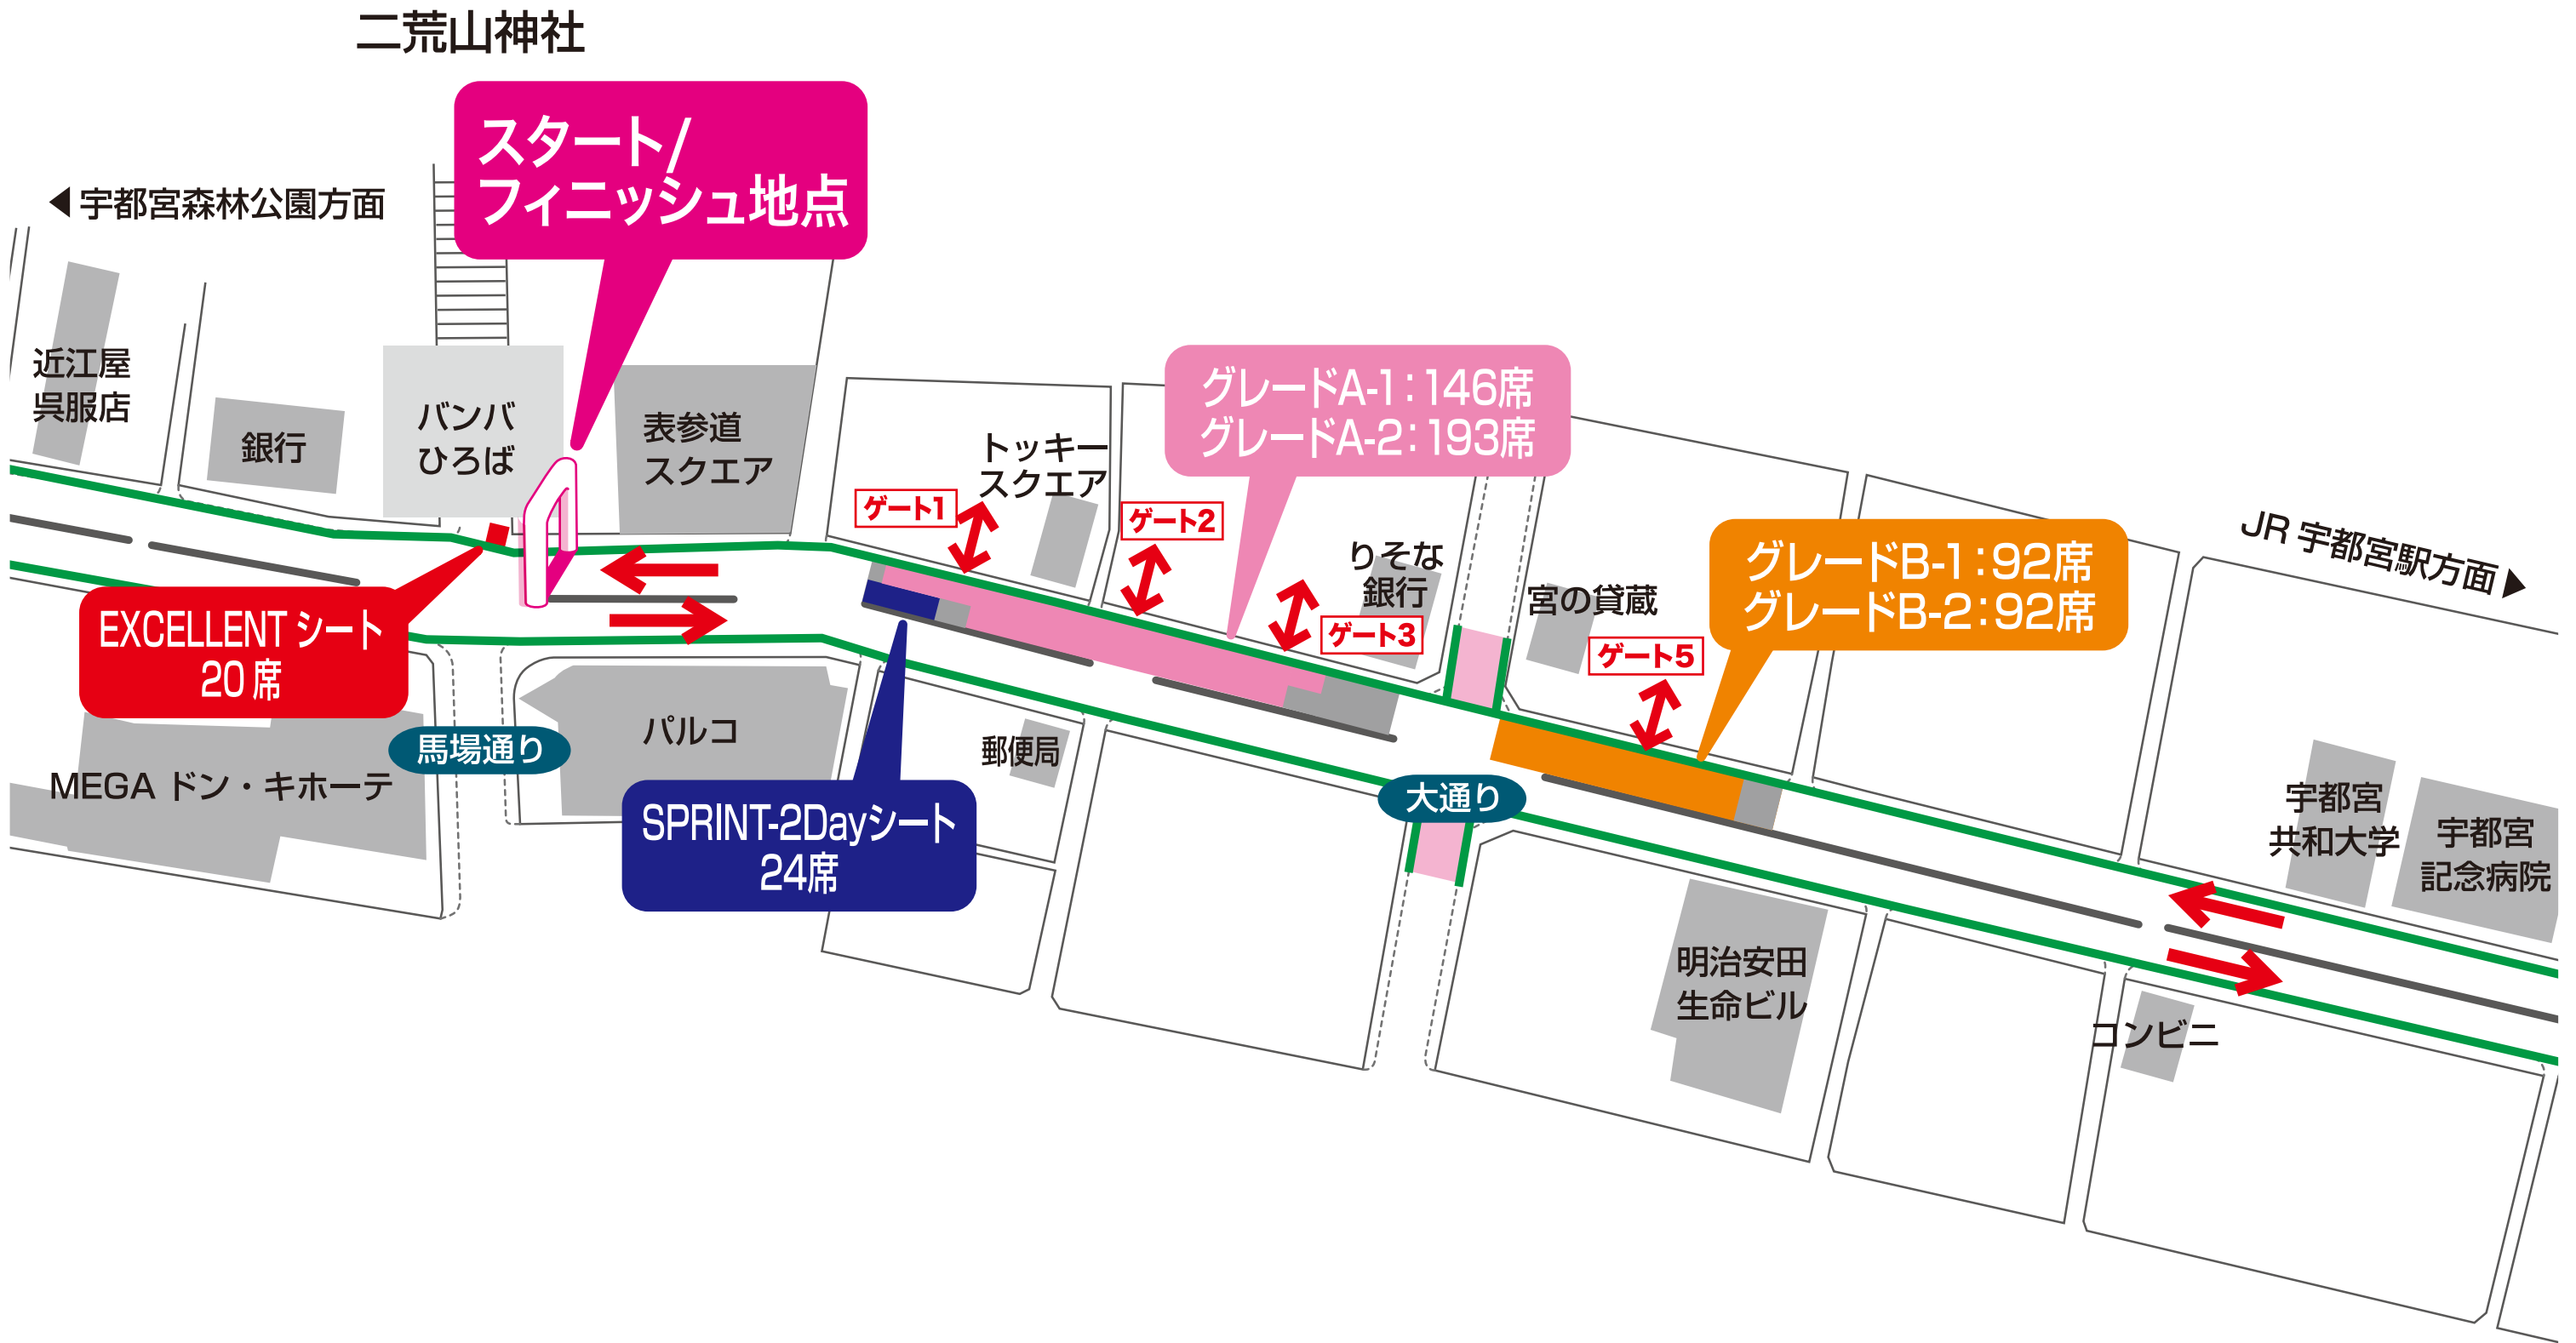 二荒山神社
スタート/
フィニッシュ地点
◀宇都宮森林公園方面
近江屋
呉服店
銀行
バンバ
ひろば
表参道
スクエア
トッキー
スクエア
グレードA-1：146席
グレードA-2：193席
ゲート1
ゲート2
ゲート3
りそな
銀行
宮の貸蔵
グレードB-1：92席
グレードB-2：92席
ゲート5
JR 宇都宮駅方面▶
EXCELLENT シート
20 席
馬場通り
パルコ
MEGA ドン・キホーテ
SPRINT-2Dayシート
24席
郵便局
大通り
宇都宮
共和大学
宇都宮
記念病院
明治安田
生命ビル
コンビニ